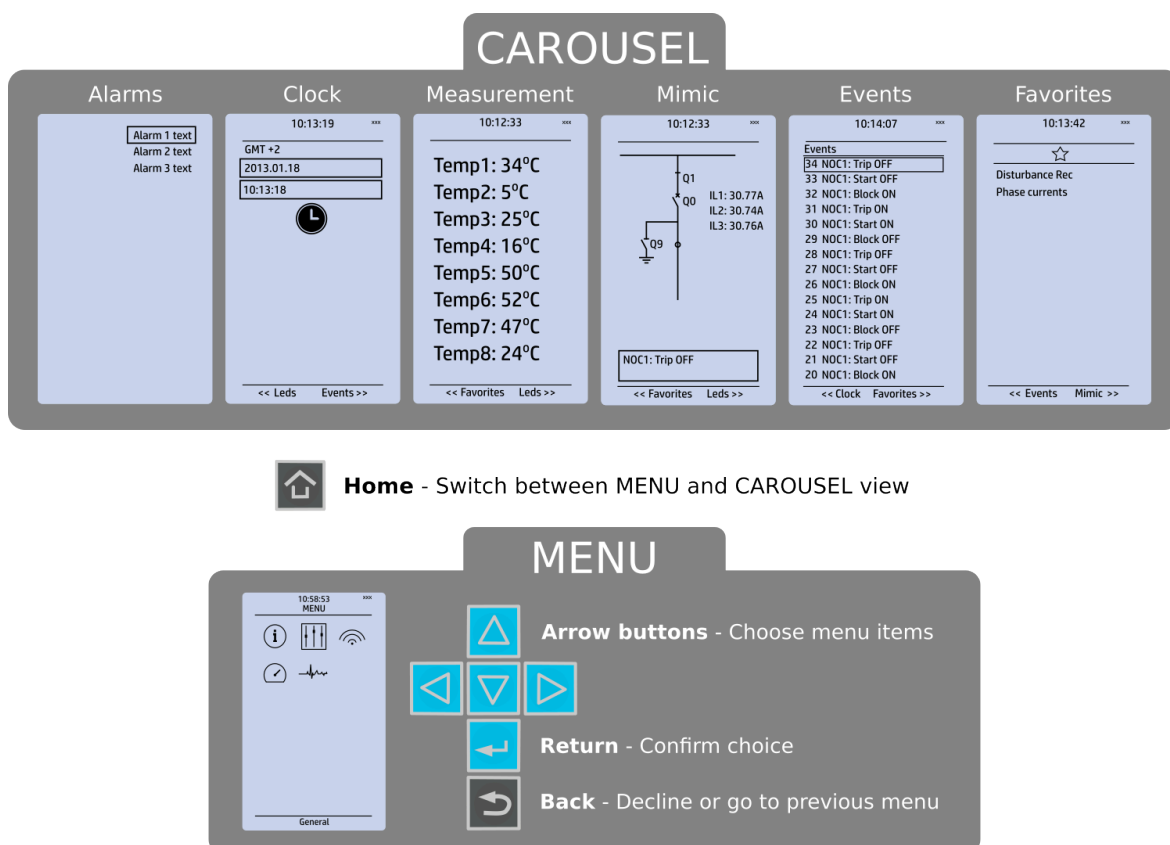 CAROUSEL
Alarms
Alarm 1 text
Alarm 2 text
Alarm 3 text
Clock
10:13:19 xxx
GMT +2
2013.01.18
10:13:18
<< Leds Events >>
Measurement
10:12:33 xxx
Temp1: 34°C
Temp2: 5°C
Temp3: 25°C
Temp4: 16°C
Temp5: 50°C
Temp6: 52°C
Temp7: 47°C
Temp8: 24°C
<< Favorites Leds >>
Mimic
10:12:33 xxx
Q1
Q0
IL1: 30.77A
IL2: 30.74A
IL3: 30.76A
Q9
NOC1: Trip OFF
<< Favorites Leds >>
Events
10:14:07 xxx
Events
34 NOC1: Trip OFF
33 NOC1: Start OFF
32 NOC1: Block ON
31 NOC1: Trip ON
30 NOC1: Start ON
29 NOC1: Block OFF
28 NOC1: Trip OFF
27 NOC1: Start OFF
26 NOC1: Block ON
25 NOC1: Trip ON
24 NOC1: Start ON
23 NOC1: Block OFF
22 NOC1: Trip OFF
21 NOC1: Start OFF
20 NOC1: Block ON
<< Clock Favorites >>
Favorites
10:13:42 xxx
Disturbance Rec
Phase currents
<< Events Mimic >>
Home - Switch between MENU and CAROUSEL view
MENU
10:58:53 xxx
MENU
General
Arrow buttons - Choose menu items
Return - Confirm choice
Back - Decline or go to previous menu